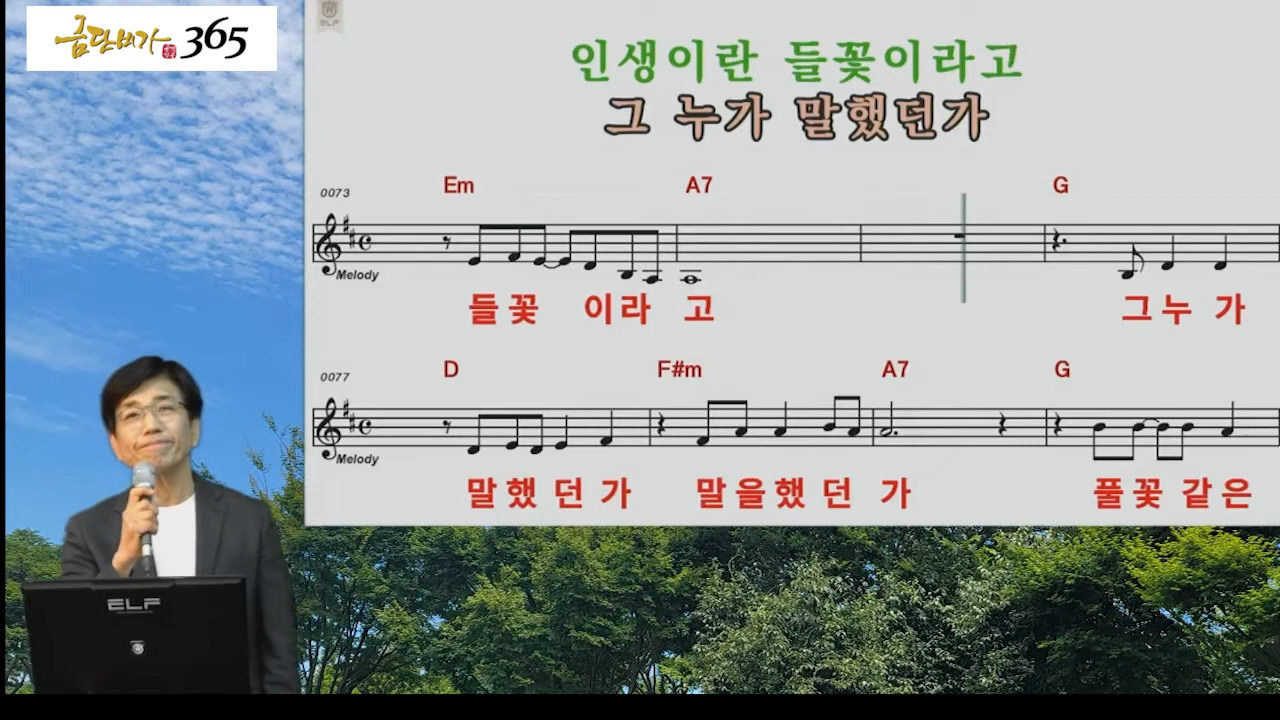 금단비가 365
ELF
인생이란 들꽃이라고
그 누가 말했던가
0073
Em A7 G
Melody
들꽃 이라 고 그누 가
0077
D F#m A7 G
Melody
말했 던 가 말을했 던 가 풀꽃 같은
ELF